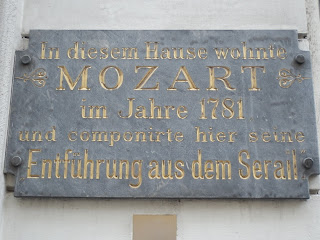 In diesem Hause wohnte
MOZART
im Jahre 1781
und componirte hier seine
Entführung aus dem Serail